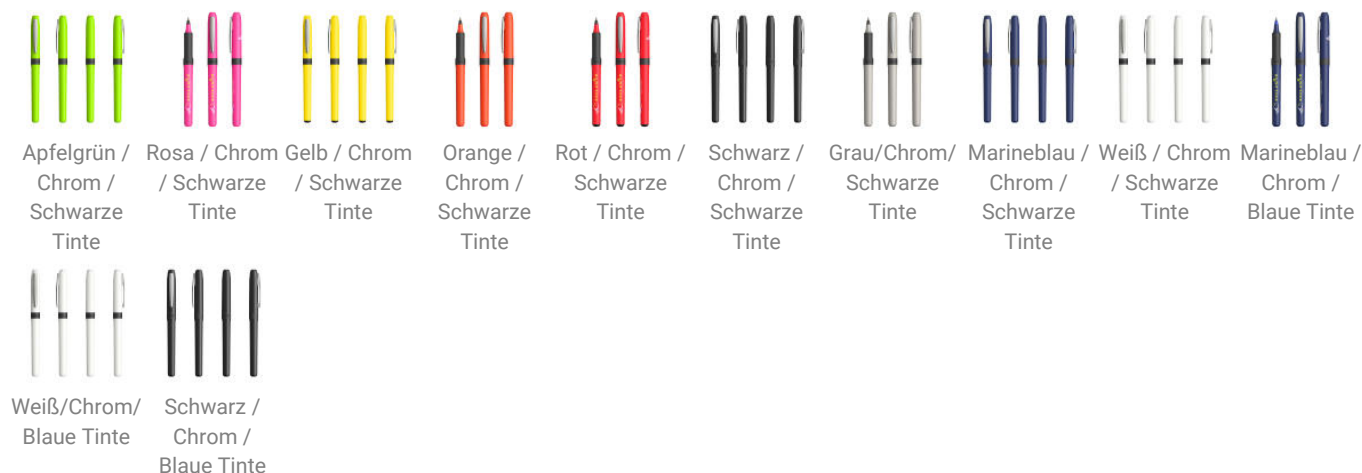 Apfelgrün /
Chrom /
Schwarze
Tinte
Rosa / Chrom
/ Schwarze
Tinte
Gelb / Chrom
/ Schwarze
Tinte
Orange /
Chrom /
Schwarze
Tinte
Rot / Chrom /
Schwarze
Tinte
Schwarz /
Chrom /
Schwarze
Tinte
Grau/Chrom/
Schwarze
Tinte
Marineblau /
Chrom /
Schwarze
Tinte
Weiß / Chrom
/ Schwarze
Tinte
Marineblau /
Chrom /
Blaue Tinte
Weiß/Chrom/
Blaue Tinte
Schwarz /
Chrom /
Blaue Tinte